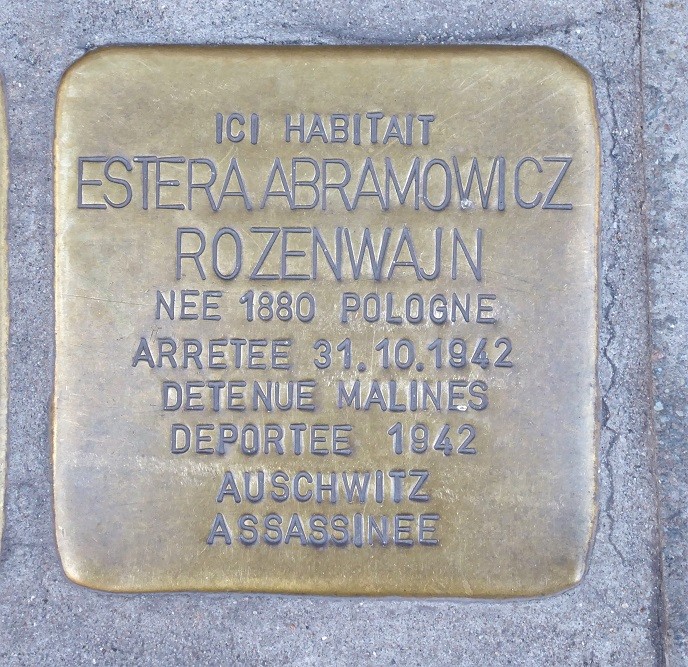 ICI HABITAIT
ESTERA ABRAMOWICZ
ROZENWAJN
NEE 1880 POLOGNE
ARRETEE 31.10.1942
DETENUE MALINES
DEPORTEE 1942
AUSCHWITZ
ASSASSINEE